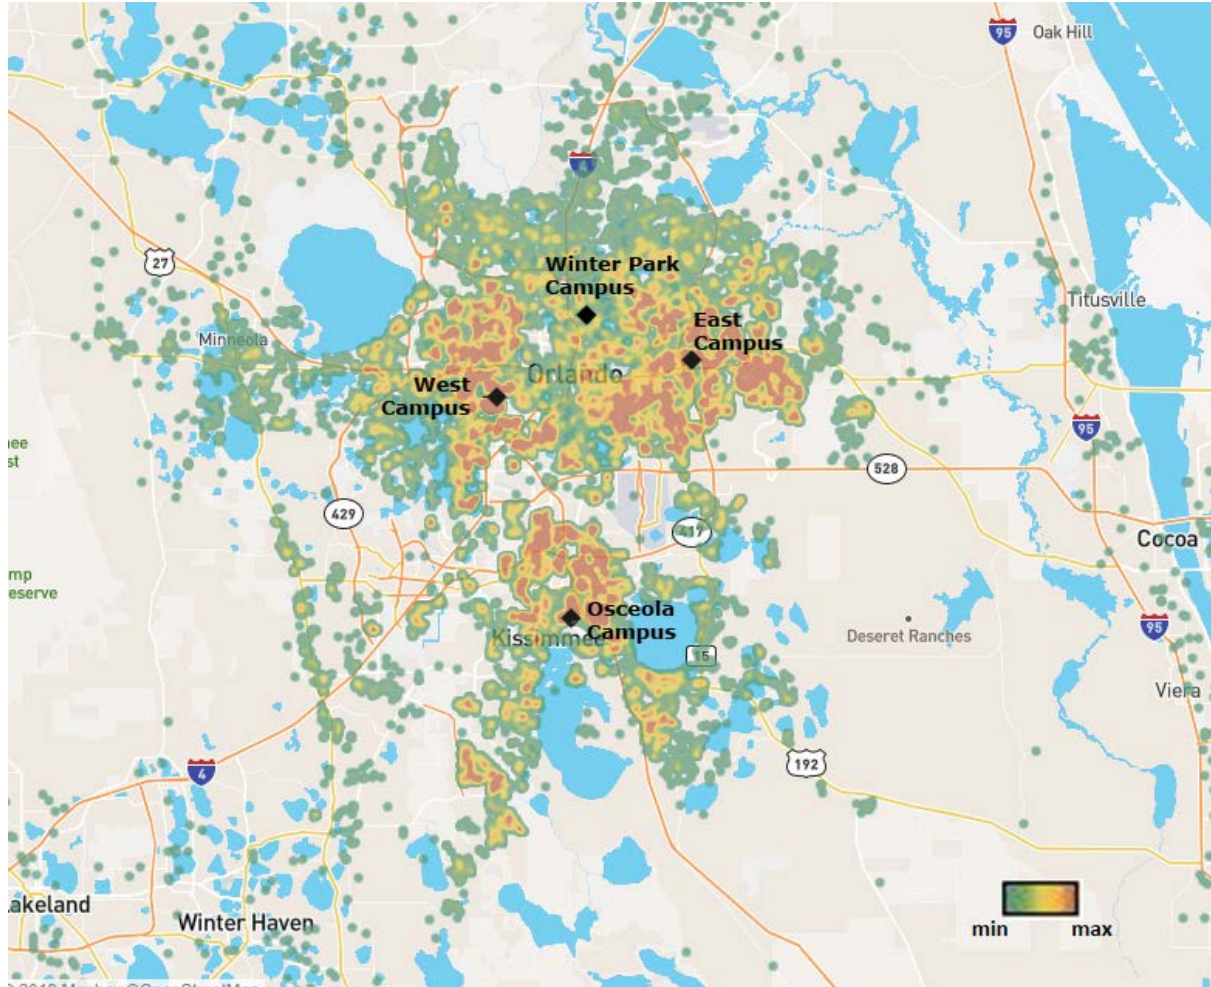 95
Oak Hill
4
27
Winter Park
Campus
Titusville
East
Campus
Minneola
Orlando
West
Campus
95
528
429
417
Cocoa
Osceola
Campus
Deseret Ranches
95
Kissimmee
15
Viera
192
4
min
max
Lakeland
Winter Haven